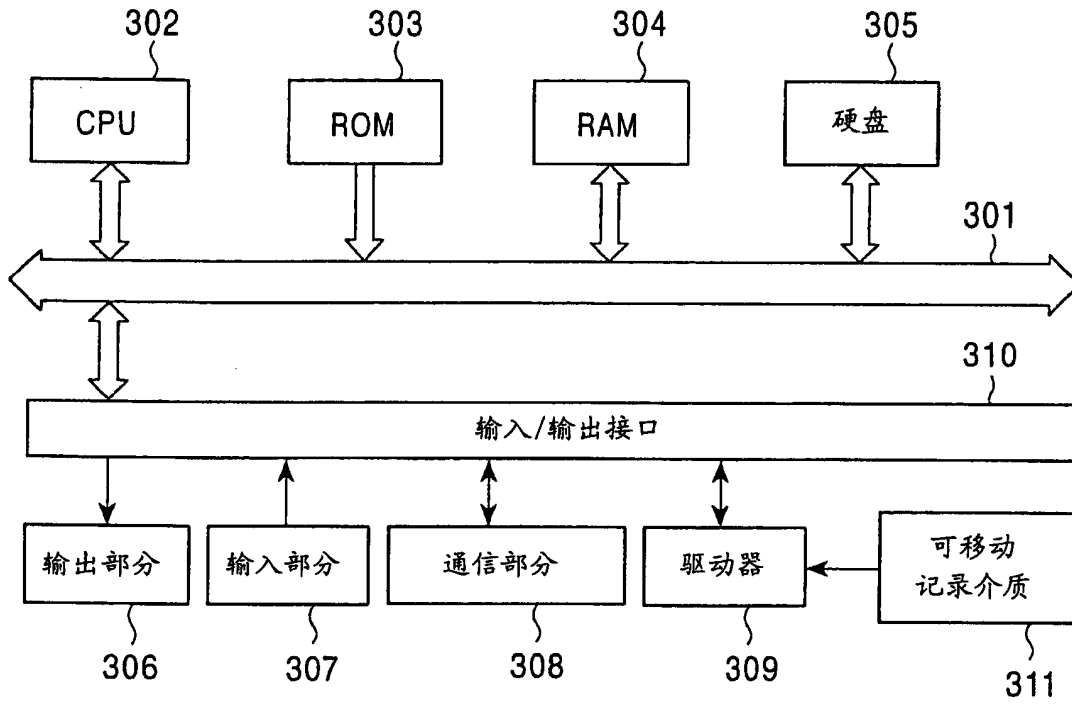 302
303
304
305
CPU
ROM
RAM
硬盘
301
310
输入/输出接口
输出部分
输入部分
通信部分
驱动器
可移动
记录介质
306
307
308
309
311